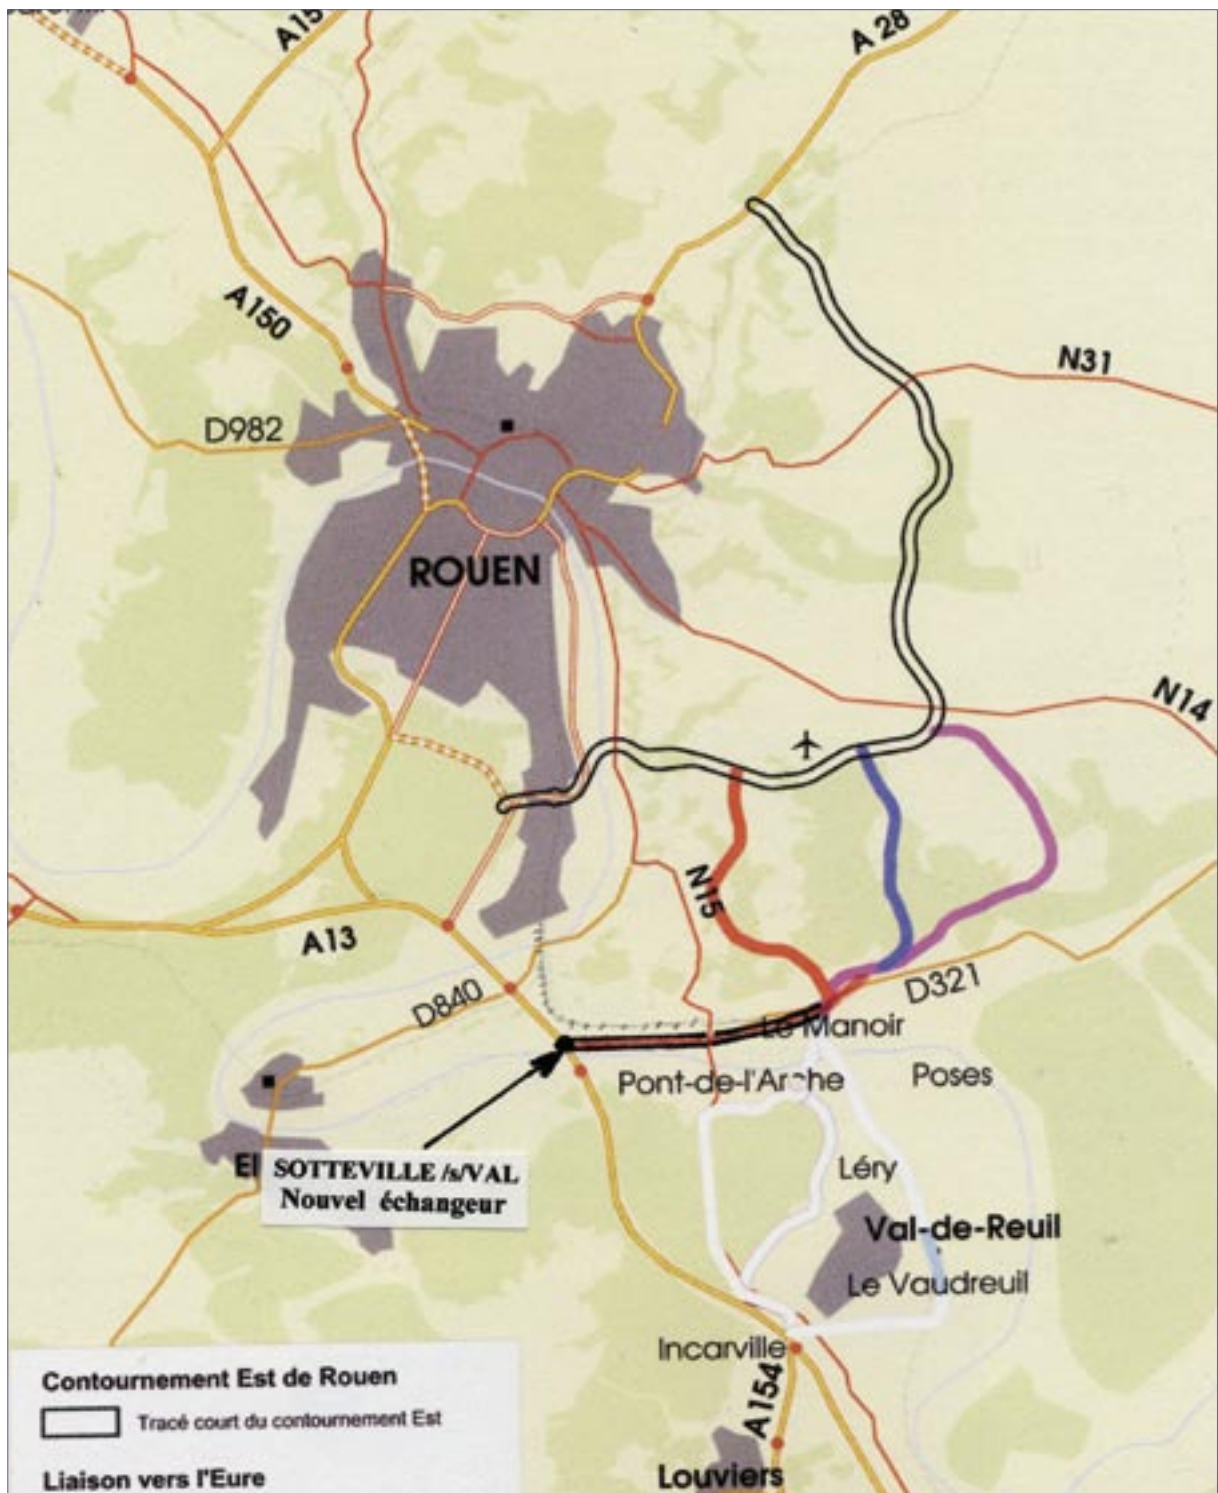 A15
A 28
A150
N31
D982
ROUEN
N14
N15
A13
D840
D321
Le Manoir
Pont-de-l'Arche
Poses
El
SOTTEVILLE /s/VAL
Nouvel échangeur
Léry
Val-de-Reuil
Le Vaudreuil
Incarville
A154
Louviers
Contournement Est de Rouen
Tracé court du contournement Est
Liaison vers l'Eure